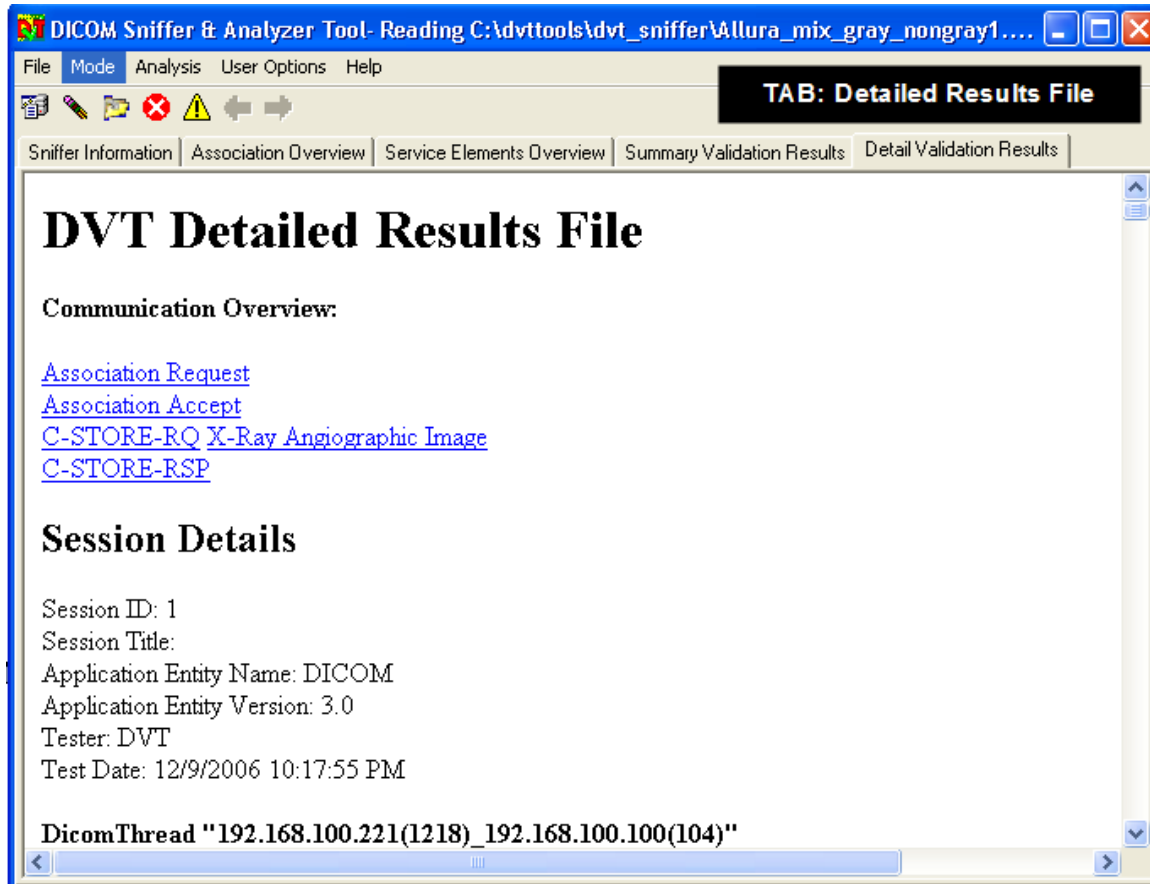 DICOM Sniffer & Analyzer Tool- Reading C:\dvttools\dvt_sniffer\Allura_mix_gray_nongray1....
File Mode Analysis User Options Help
TAB: Detailed Results File
Sniffer Information Association Overview Service Elements Overview Summary Validation Results Detail Validation Results
DVT Detailed Results File
Communication Overview:
Association Request
Association Accept
C-STORE-RQ X-Ray Angiographic Image
C-STORE-RSP
Session Details
Session ID: 1
Session Title:
Application Entity Name: DICOM
Application Entity Version: 3.0
Tester: DVT
Test Date: 12/9/2006 10:17:55 PM
DicomThread "192.168.100.221(1218)_192.168.100.100(104)"